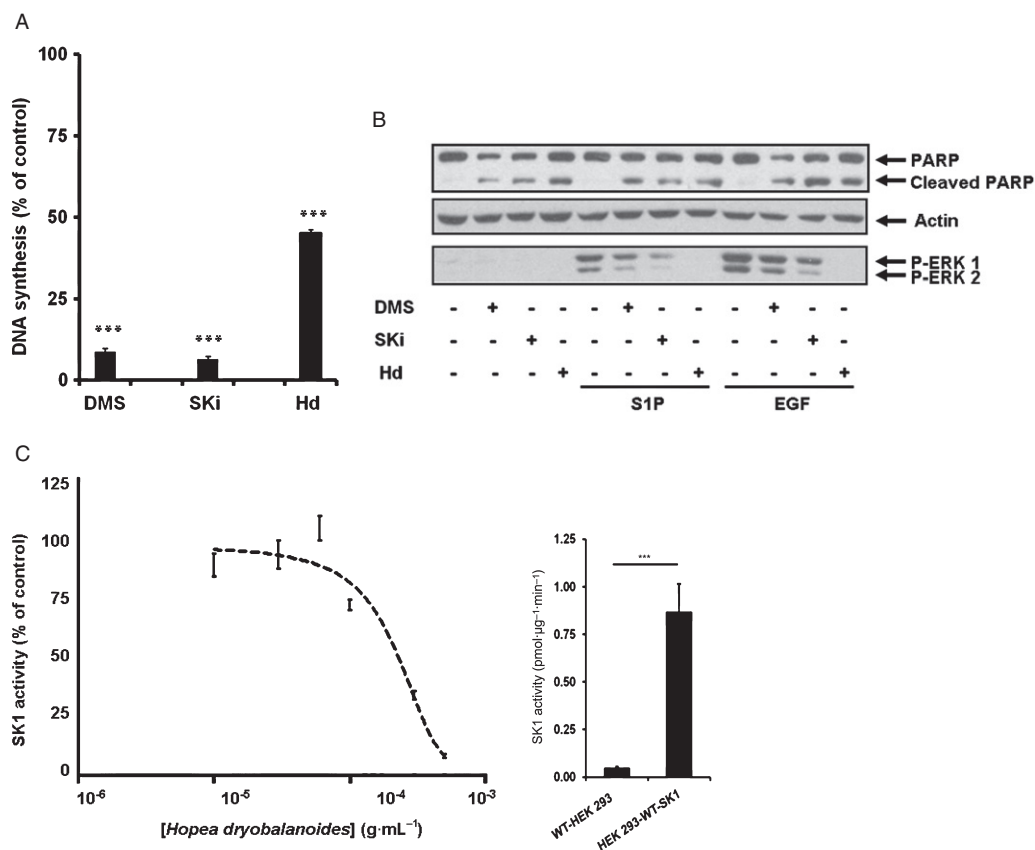 A
100
75
50
25
0
DNA synthesis (% of control)
***
***
***
DMS SKi Hd
B
PARP
Cleaved PARP
Actin
P-ERK 1
P-ERK 2
DMS - + - - - + - - - + - -
SKi - - + - - - + - - - + -
Hd - - - + - - - + - - - +
S1P EGF
C
125
100
75
50
25
0
SK1 activity (% of control)
10⁻⁶ 10⁻⁵ 10⁻⁴ 10⁻³
[Hopea dryobalanoides] (g·mL⁻¹)
1.25
1.00
0.75
0.50
0.25
0.00
SK1 activity (pmol·µg⁻¹·min⁻¹)
***
WT-HEK 293
HEK 293-WT-SK1